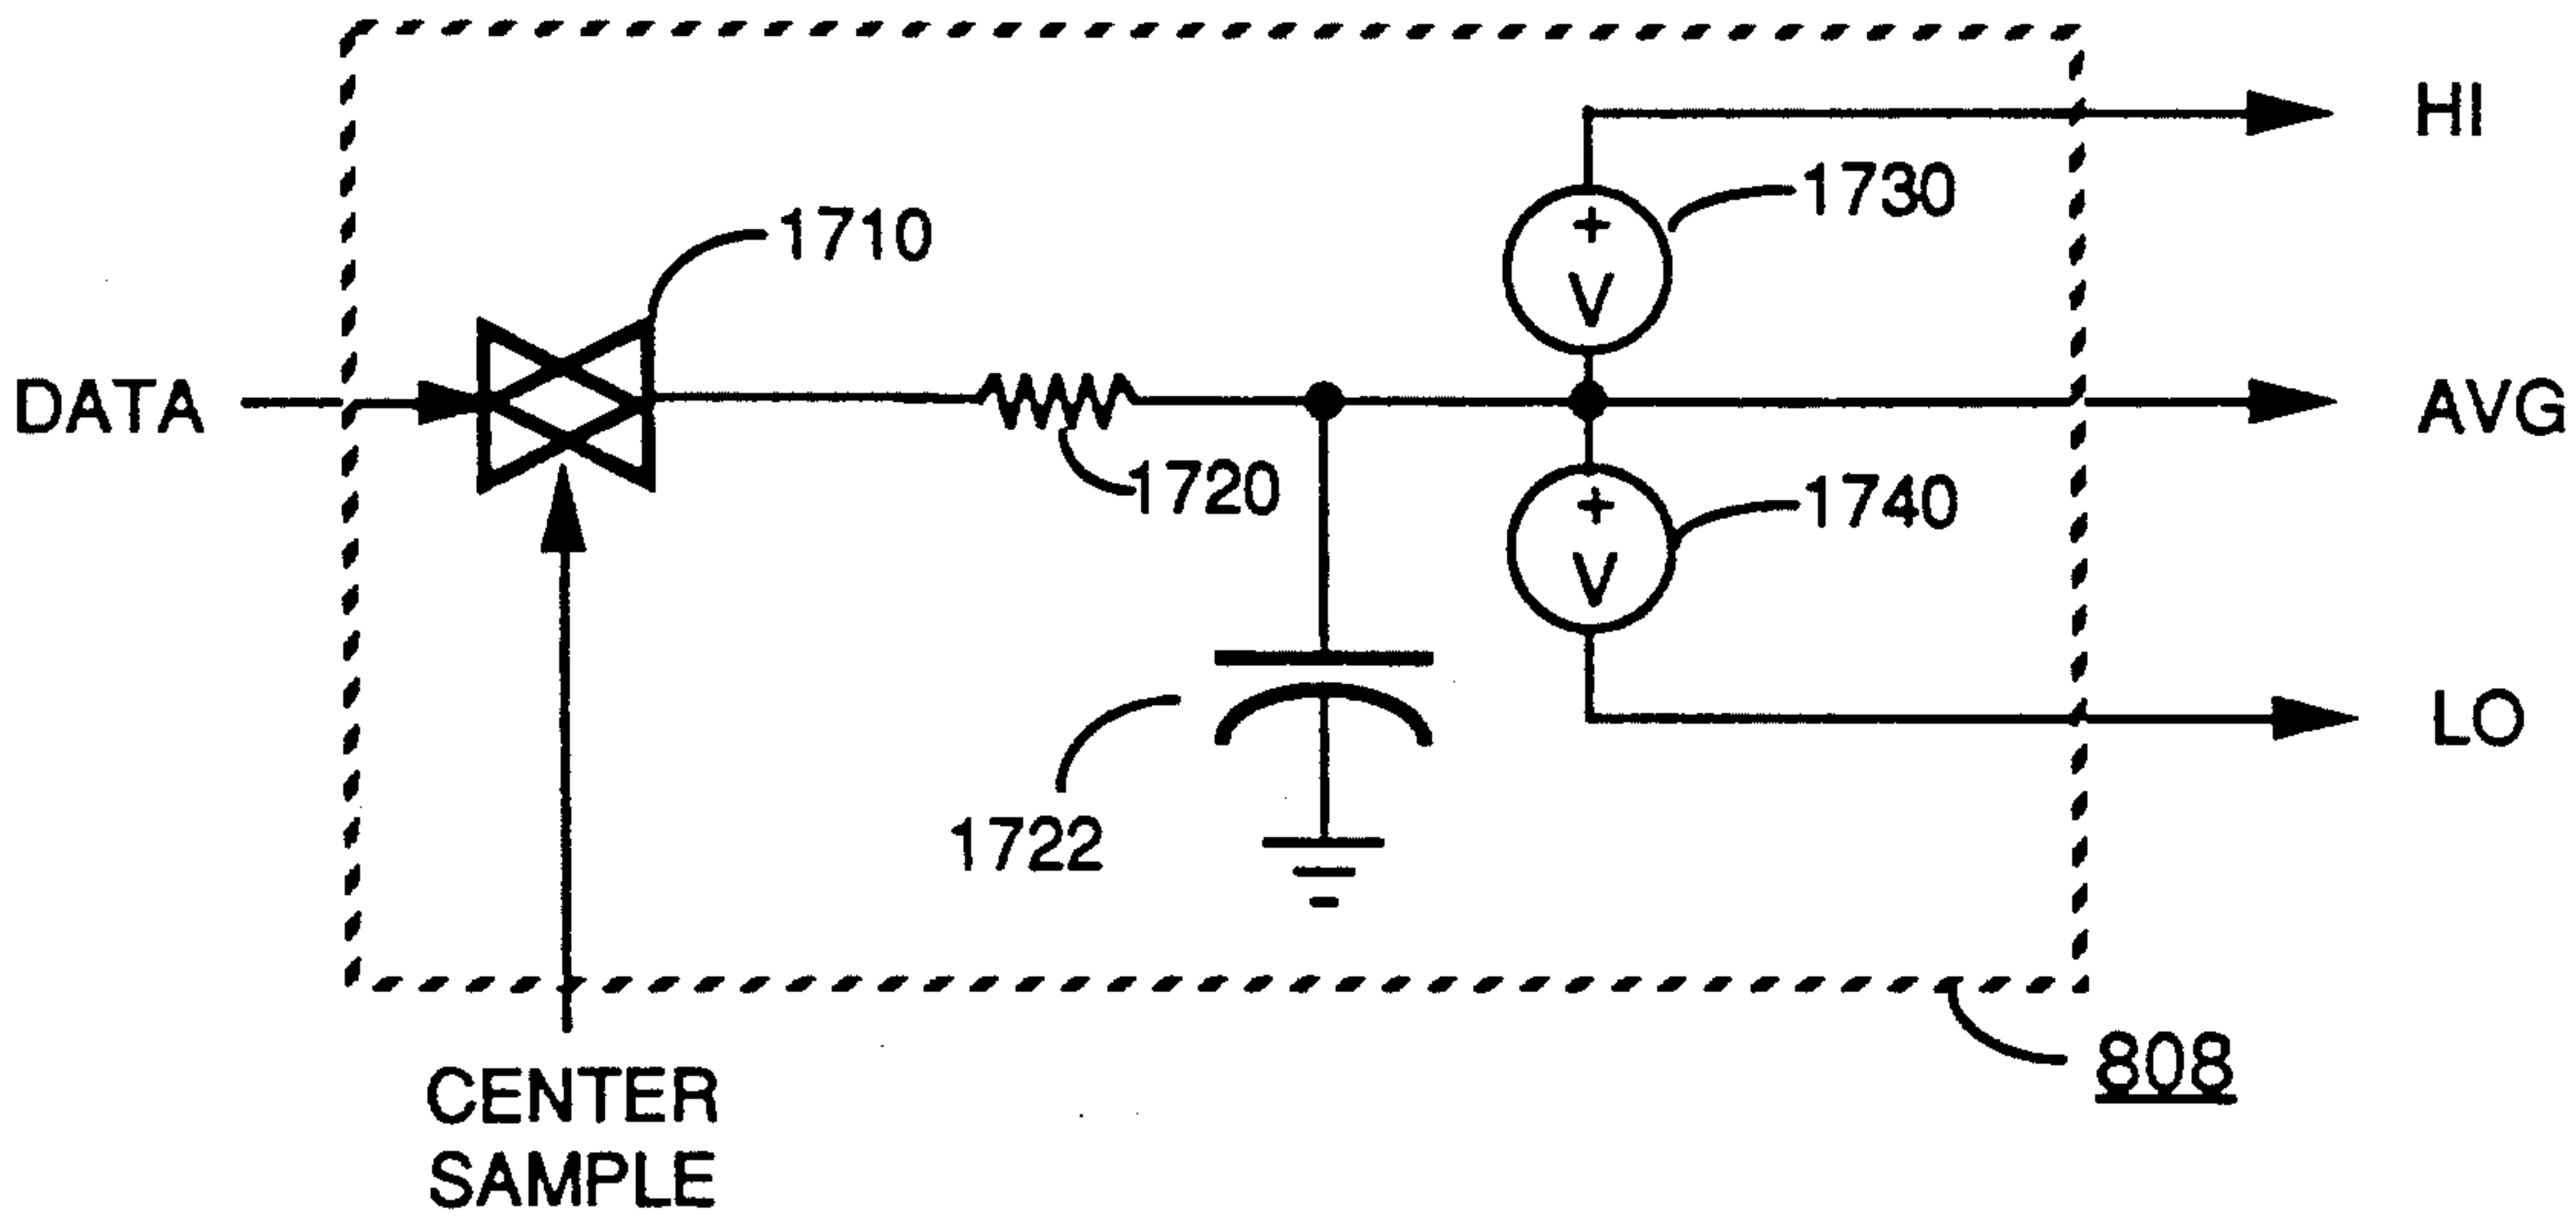 HI
1730
+
V
1710
DATA
AVG
1720
1740
+
V
LO
1722
808
CENTER
SAMPLE